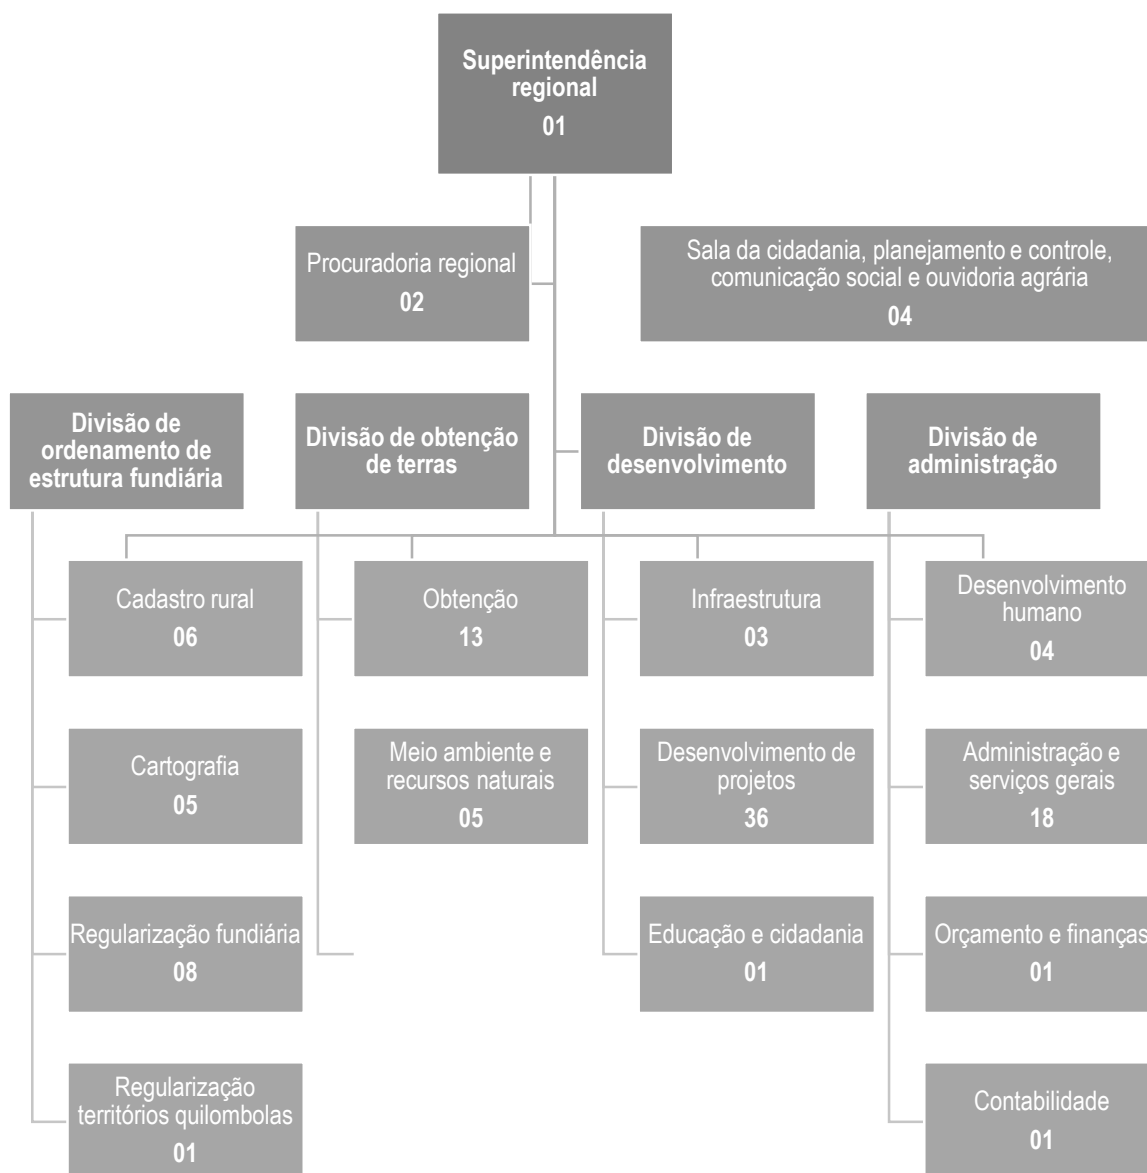 Superintendência
regional
01
Procuradoria regional
02
Sala da cidadania, planejamento e controle,
comunicação social e ouvidoria agrária
04
Divisão de
ordenamento de
estrutura fundiária
Divisão de obtenção
de terras
Divisão de
desenvolvimento
Divisão de
administração
Cadastro rural
06
Obtenção
13
Infraestrutura
03
Desenvolvimento
humano
04
Cartografia
05
Meio ambiente e
recursos naturais
05
Desenvolvimento de
projetos
36
Administração e
serviços gerais
18
Regularização fundiária
08
Educação e cidadania
01
Orçamento e finanças
01
Regularização
territórios quilombolas
01
Contabilidade
01